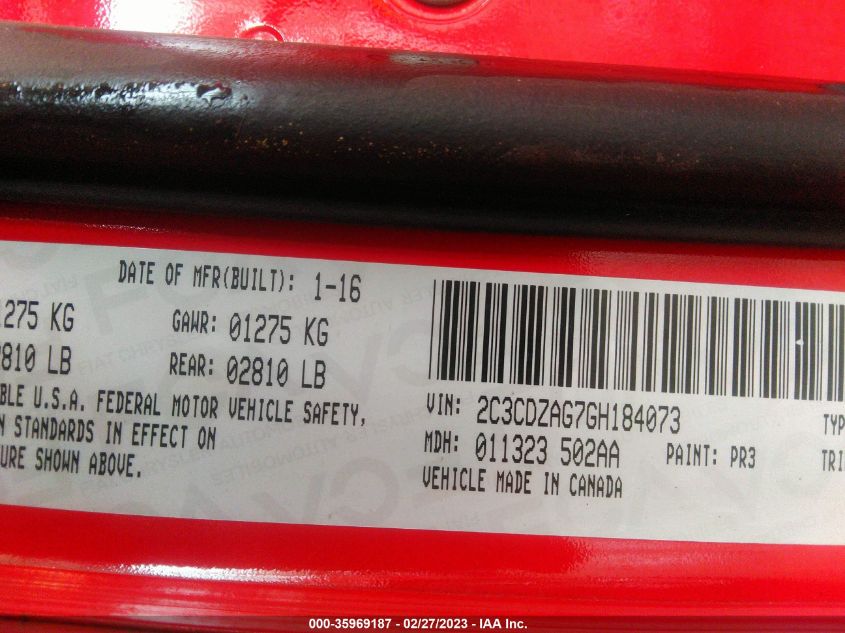 DATE OF MFR(BUILT): 1-16
1275 KG GAWR: 01275 KG
2810 LB REAR: 02810 LB
BLE U.S.A. FEDERAL MOTOR VEHICLE SAFETY,
N STANDARDS IN EFFECT ON
URE SHOWN ABOVE.
VIN: 2C3CDZAG7GH184073 TYP
MDH: 011323 502AA PAINT: PR3 TRI
VEHICLE MADE IN CANADA
000-35969187 - 02/27/2023 - IAA Inc.